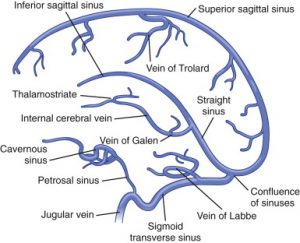 Inferior sagittal sinus
Superior sagittal sinus
Vein of Trolard
Thalamostriate
Straight
sinus
Internal cerebral vein
Vein of Galen
Cavernous
sinus
Petrosal sinus
Confluence
of sinuses
Jugular vein
Vein of Labbe
Sigmoid
transverse sinus